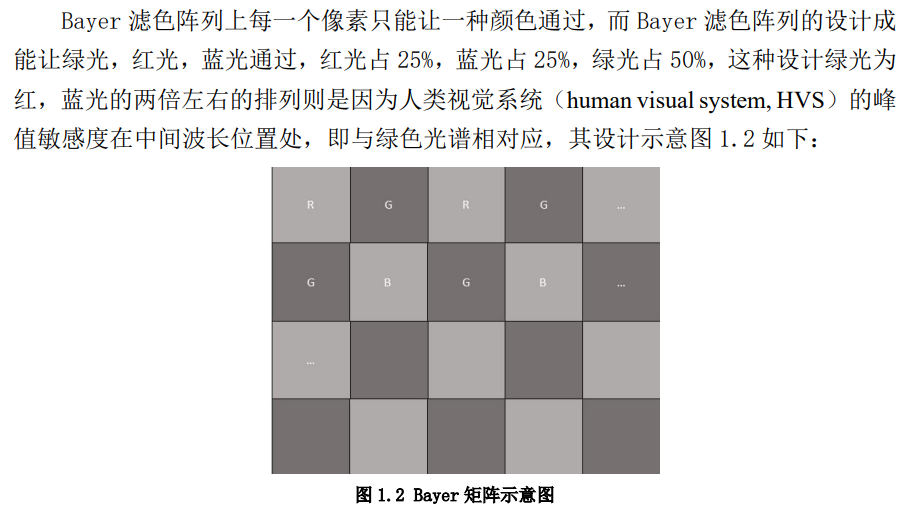 Bayer 滤色阵列上每一个像素只能让一种颜色通过，而 Bayer 滤色阵列的设计成
能让绿光，红光，蓝光通过，红光占 25%，蓝光占 25%，绿光占 50%，这种设计绿光为
红，蓝光的两倍左右的排列则是因为人类视觉系统（human visual system, HVS）的峰
值敏感度在中间波长位置处，即与绿色光谱相对应，其设计示意图 1.2 如下：
R G R G …
G B G B …
…
图 1.2 Bayer 矩阵示意图